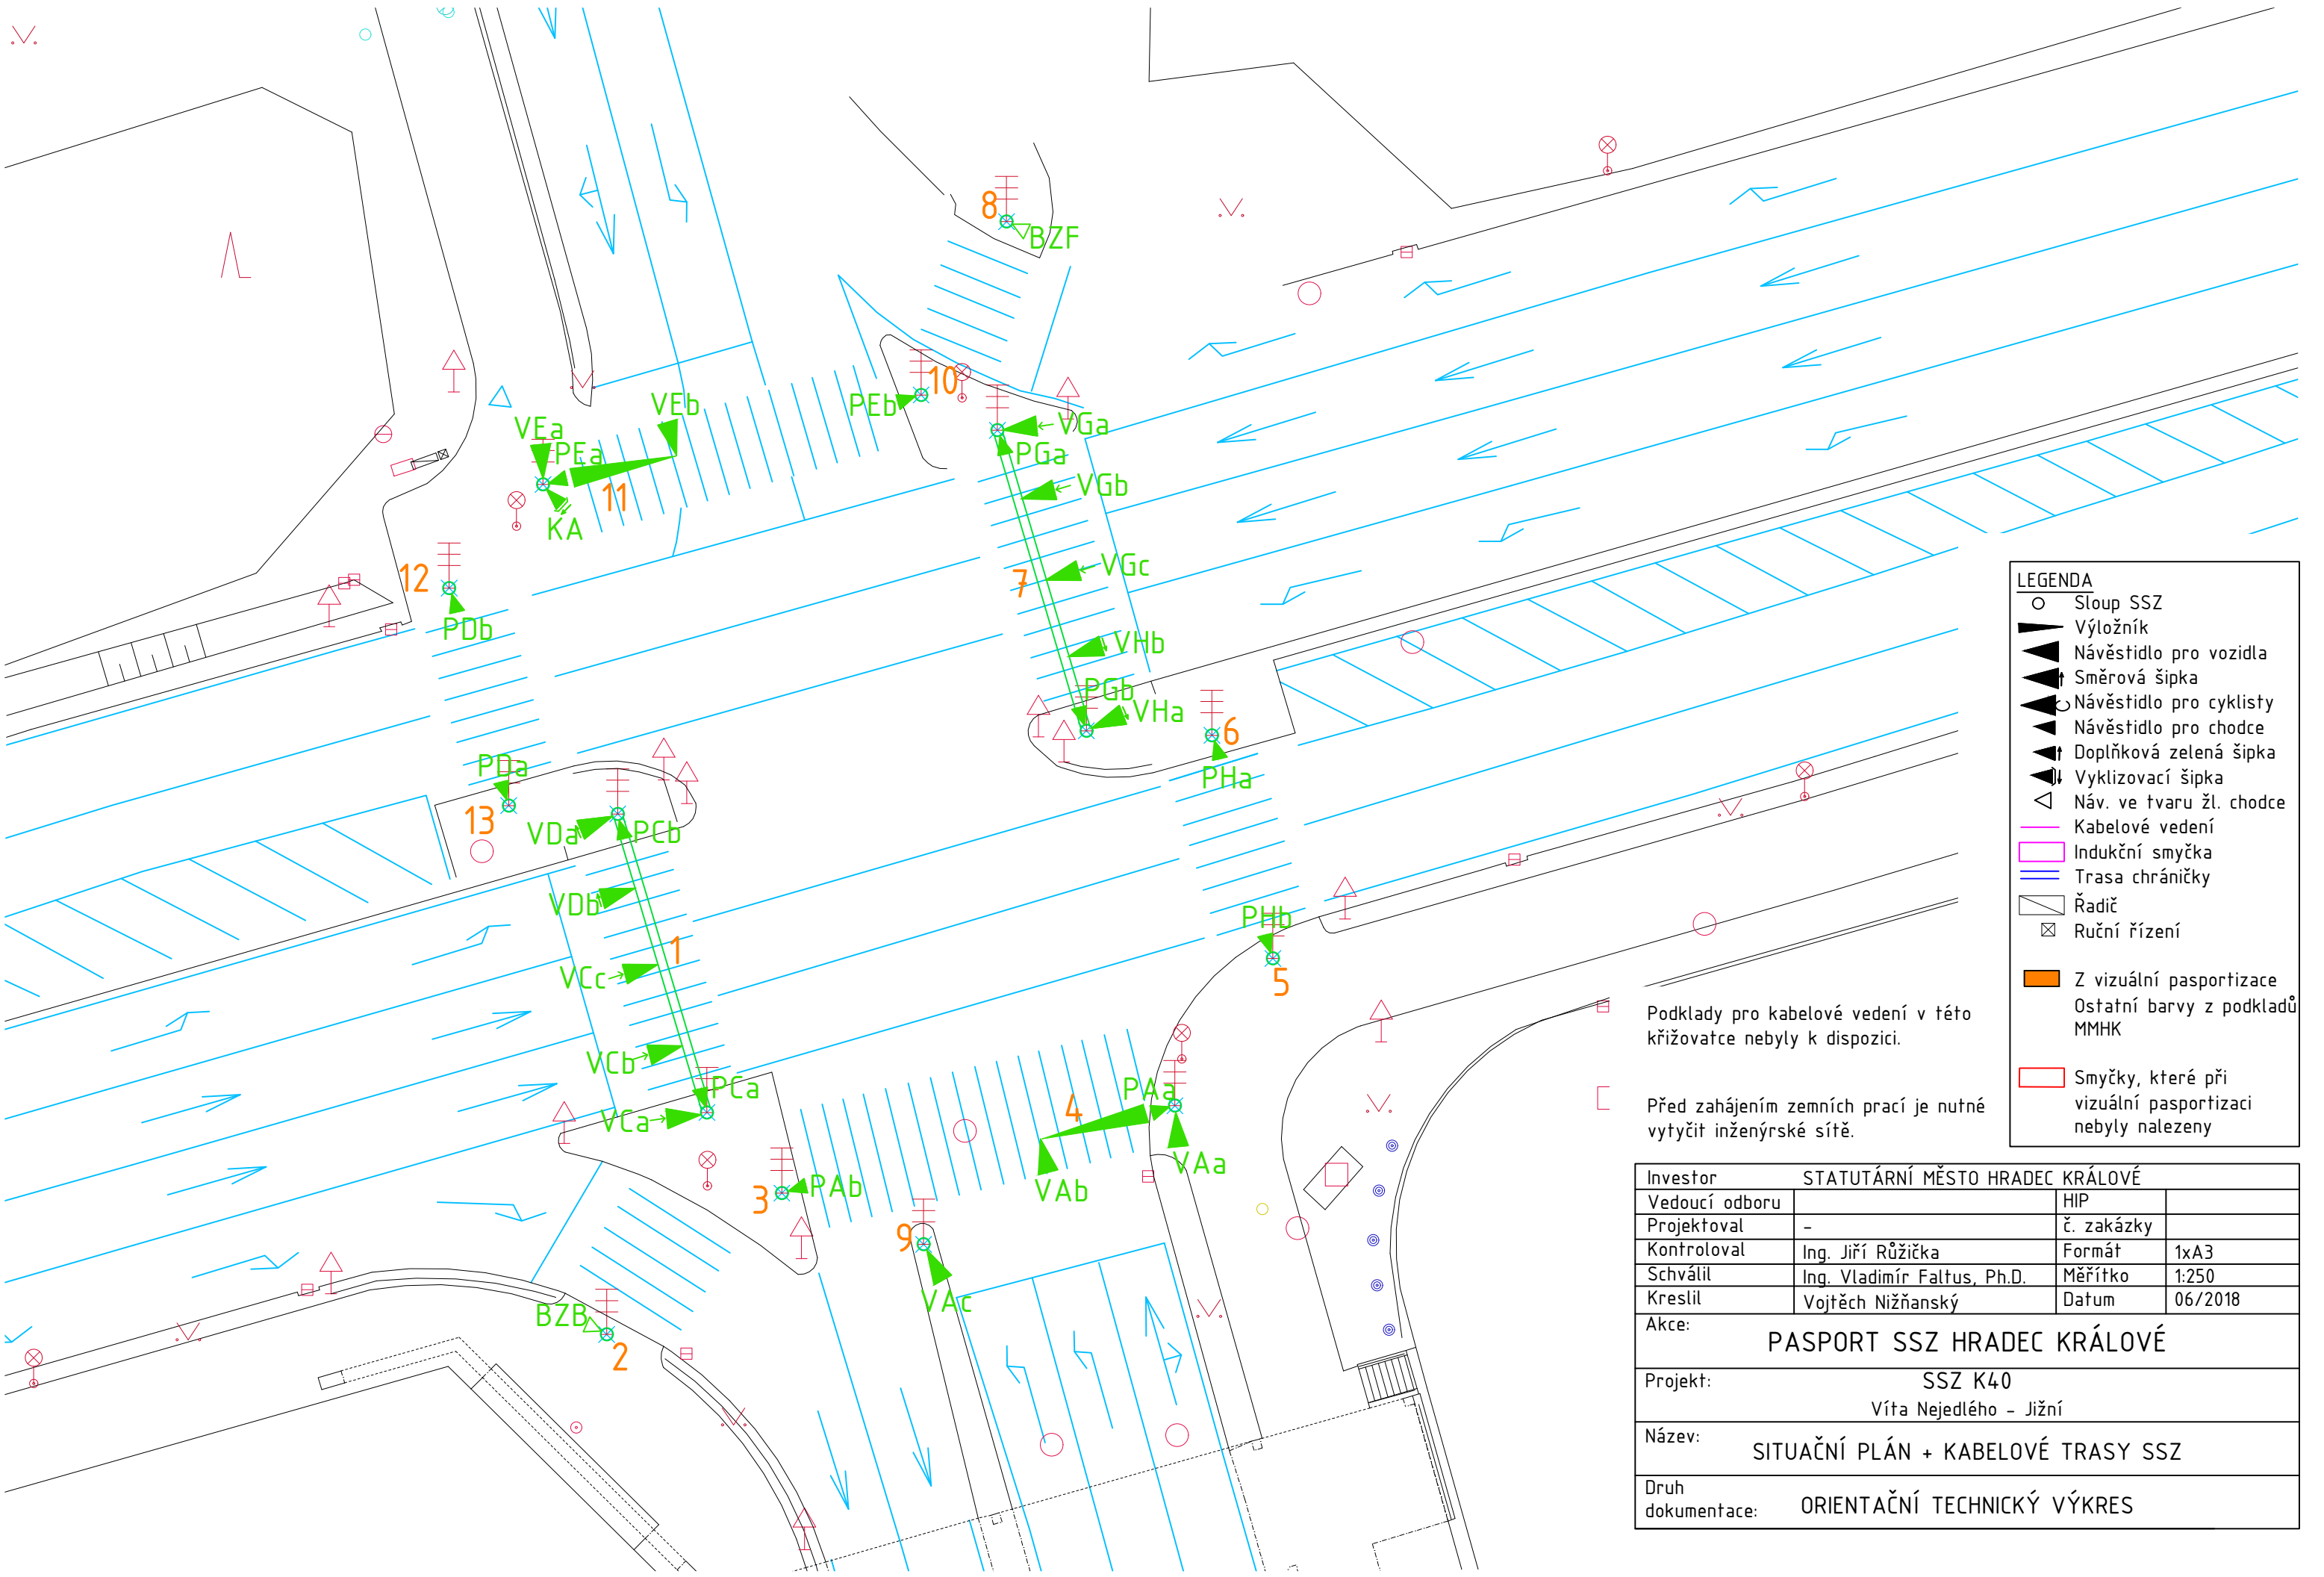 8
BZF
10
PEb
VEb
VEa
PEa
11
KA
VGa
PGa
VGb
VGc
7
VHb
PGb
VHa
6
PHa
12
PDb
PDa
13
VDa
PCb
VDb
1
VCc
VCb
PCa
VCa
PHb
5
PAa
4
VAa
VAb
3
PAb
9
VAc
BZB
2
LEGENDA
Sloup SSZ
Výložník
Návěstidlo pro vozidla
Směrová šipka
Návěstidlo pro cyklisty
Návěstidlo pro chodce
Doplňková zelená šipka
Vyklizovací šipka
Náv. ve tvaru žl. chodce
Kabelové vedení
Indukční smyčka
Trasa chráničky
Řadič
Ruční řízení
Z vizuální pasportizace
Ostatní barvy z podkladů
MMHK
Smyčky, které při
vizuální pasportizaci
nebyly nalezeny
Podklady pro kabelové vedení v této
křižovatce nebyly k dispozici.
Před zahájením zemních prací je nutné
vytyčit inženýrské sítě.
Investor STATUTÁRNÍ MĚSTO HRADEC KRÁLOVÉ
Vedoucí odboru HIP
Projektoval - č. zakázky
Kontroloval Ing. Jiří Růžička Formát 1xA3
Schválil Ing. Vladimír Faltus, Ph.D. Měřítko 1:250
Kreslil Vojtěch Nižňanský Datum 06/2018
Akce:
PASPORT SSZ HRADEC KRÁLOVÉ
Projekt: SSZ K40
Víta Nejedlého - Jižní
Název:
SITUAČNÍ PLÁN + KABELOVÉ TRASY SSZ
Druh
dokumentace: ORIENTAČNÍ TECHNICKÝ VÝKRES